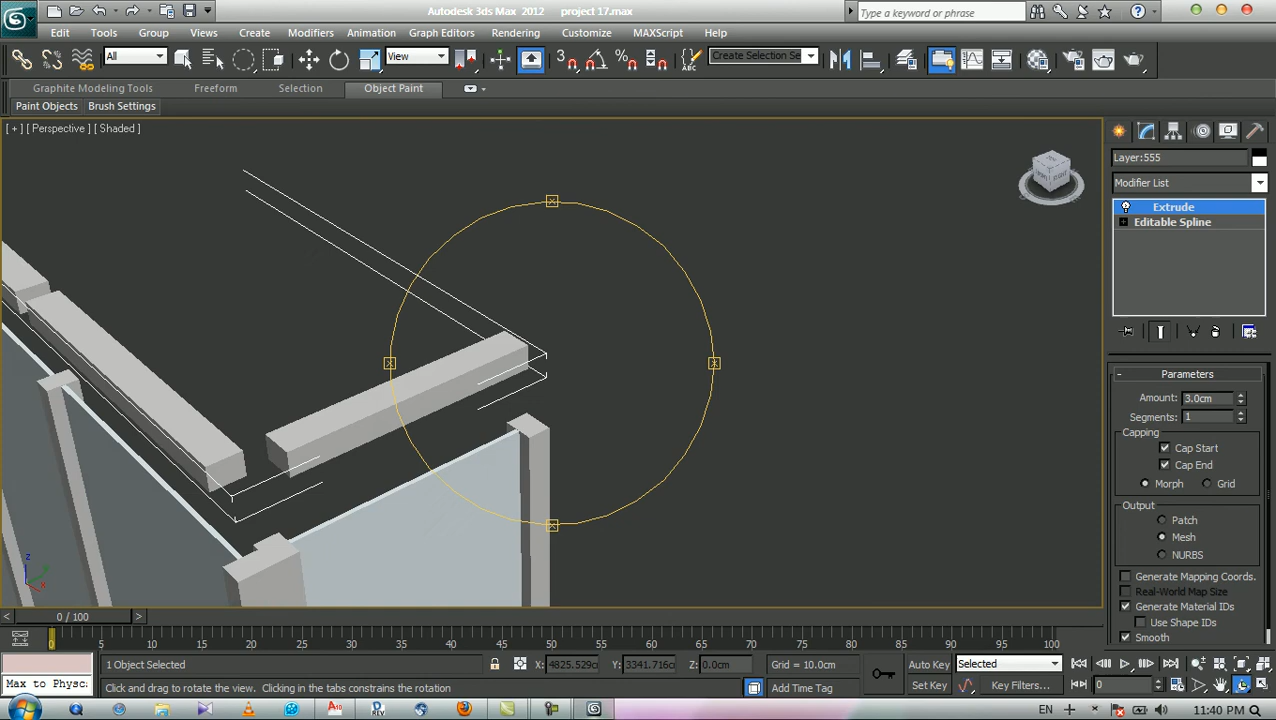 Autodesk 3ds Max 2012 project 17.max
Type a keyword or phrase
Edit Tools Group Views Create Modifiers Animation Graph Editors Rendering Customize MAXScript Help
All View 3 Create Selection Se
Graphite Modeling Tools Freeform Selection Object Paint
Paint Objects Brush Settings
[ + ] [ Perspective ] [ Shaded ]
Layer:555
Modifier List
Extrude
Editable Spline
Parameters
Amount: 3.0cm
Segments: 1
Capping
Cap Start
Cap End
Morph Grid
Output
Patch
Mesh
NURBS
Generate Mapping Coords.
Real-World Map Size
Generate Material IDs
Use Shape IDs
Smooth
z
x
0 / 100
0 5 10 15 20 25 30 35 40 45 50 55 60 65 70 75 80 85 90 95 100
1 Object Selected X: 4825.529c Y: 3341.716c Z: 0.0cm Grid = 10.0cm Auto Key Selected
Max to Physc: Click and drag to rotate the view. Clicking in the tabs constrains the rotation Add Time Tag Set Key Key Filters... 0
EN 11:40 PM